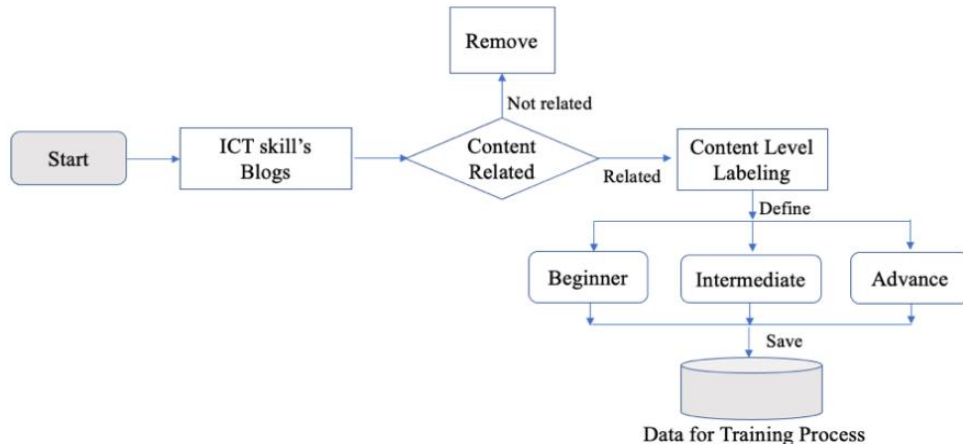 Remove
Not related
Start
ICT skill's
Blogs
Content
Related
Related
Content Level
Labeling
Define
Beginner
Intermediate
Advance
Save
Data for Training Process